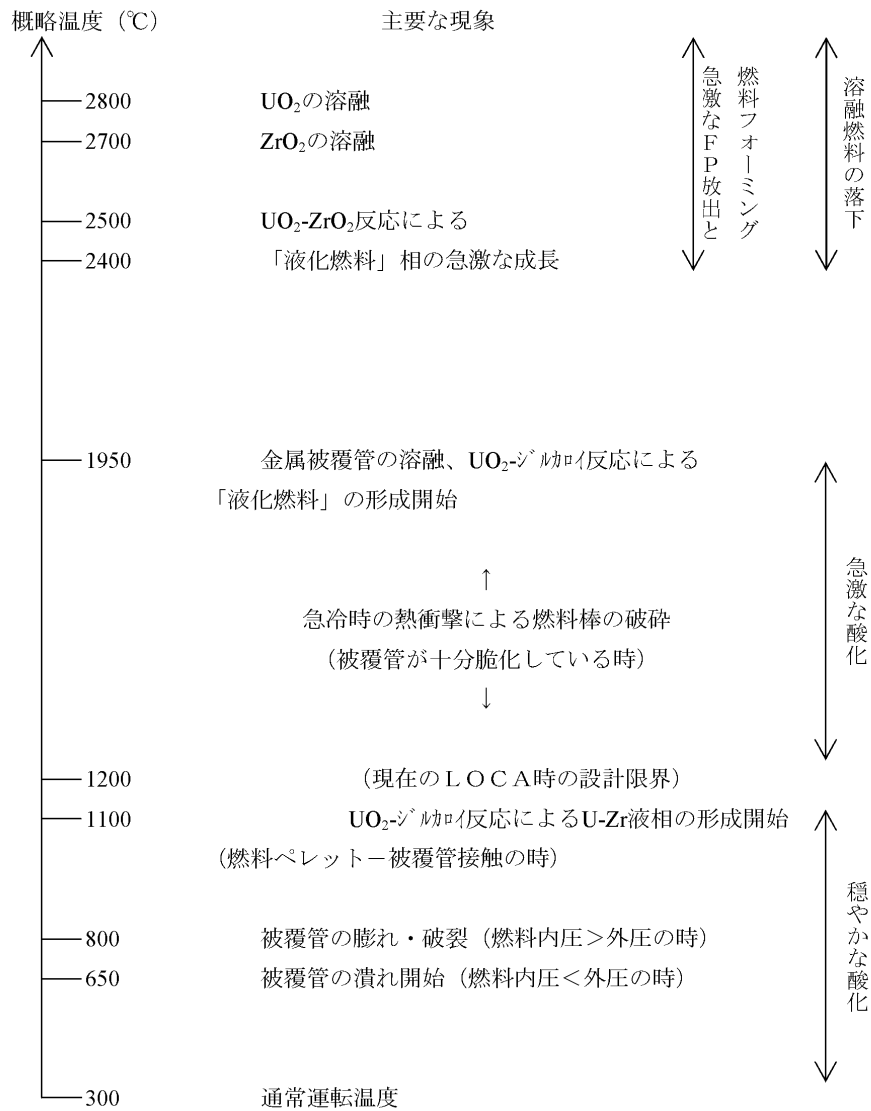 概略温度（℃） 主要な現象
2800 UO₂の溶融
2700 ZrO₂の溶融
2500 UO₂-ZrO₂反応による
2400 「液化燃料」相の急激な成長
急激なＦＰ放出と
燃料フォーミング
溶融燃料の落下
1950 金属被覆管の溶融、UO₂-ｼﾞﾙｶﾛｲ反応による
「液化燃料」の形成開始
↑
急冷時の熱衝撃による燃料棒の破砕
（被覆管が十分脆化している時）
↓
急激な酸化
1200 （現在のＬＯＣＡ時の設計限界）
1100 UO₂-ｼﾞﾙｶﾛｲ反応によるU-Zr液相の形成開始
（燃料ペレット－被覆管接触の時）
800 被覆管の膨れ・破裂（燃料内圧＞外圧の時）
650 被覆管の潰れ開始（燃料内圧＜外圧の時）
穏やかな酸化
300 通常運転温度